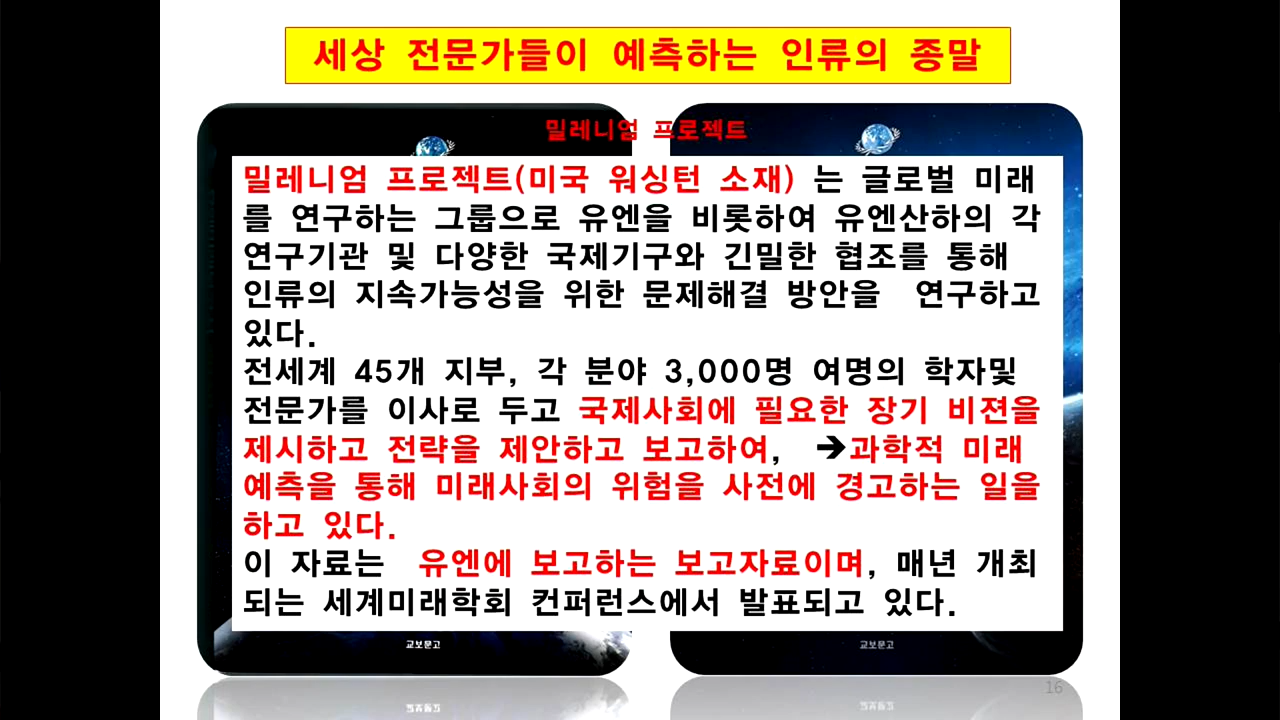 세상 전문가들이 예측하는 인류의 종말
밀레니엄 프로젝트
밀레니엄 프로젝트(미국 워싱턴 소재) 는 글로벌 미래
를 연구하는 그룹으로 유엔을 비롯하여 유엔산하의 각
연구기관 및 다양한 국제기구와 긴밀한 협조를 통해
인류의 지속가능성을 위한 문제해결 방안을 연구하고
있다.
전세계 45개 지부, 각 분야 3,000명 여명의 학자및
전문가를 이사로 두고 국제사회에 필요한 장기 비젼을
제시하고 전략을 제안하고 보고하여, ➔과학적 미래
예측을 통해 미래사회의 위험을 사전에 경고하는 일을
하고 있다.
이 자료는 유엔에 보고하는 보고자료이며, 매년 개최
되는 세계미래학회 컨퍼런스에서 발표되고 있다.
교보문고 교보문고
16